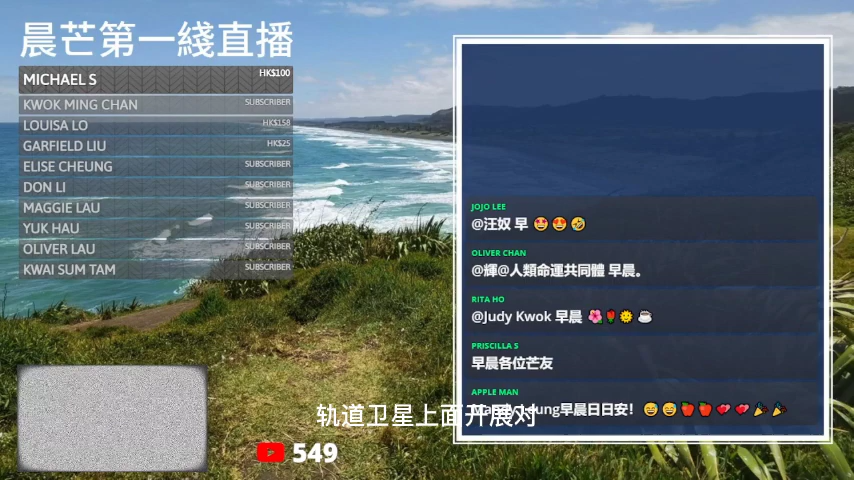 晨芒第一綫直播
MICHAEL S HK$100
KWOK MING CHAN SUBSCRIBER
LOUISA LO HK$158
GARFIELD LIU HK$25
ELISE CHEUNG SUBSCRIBER
DON LI SUBSCRIBER
MAGGIE LAU SUBSCRIBER
YUK HAU SUBSCRIBER
OLIVER LAU SUBSCRIBER
KWAI SUM TAM SUBSCRIBER
JOJO LEE
@汪奴 早 😍😍🤣
OLIVER CHAN
@輝@人類命運共同體 早晨。
RITA HO
@Judy Kwok 早晨 🌺🌹🌞☕
PRISCILLA S
早晨各位芒友
APPLE MAN
早晨日日安！ 😄😄🍎🍎💕💕🎉🎉
轨道卫星上面开展对
549